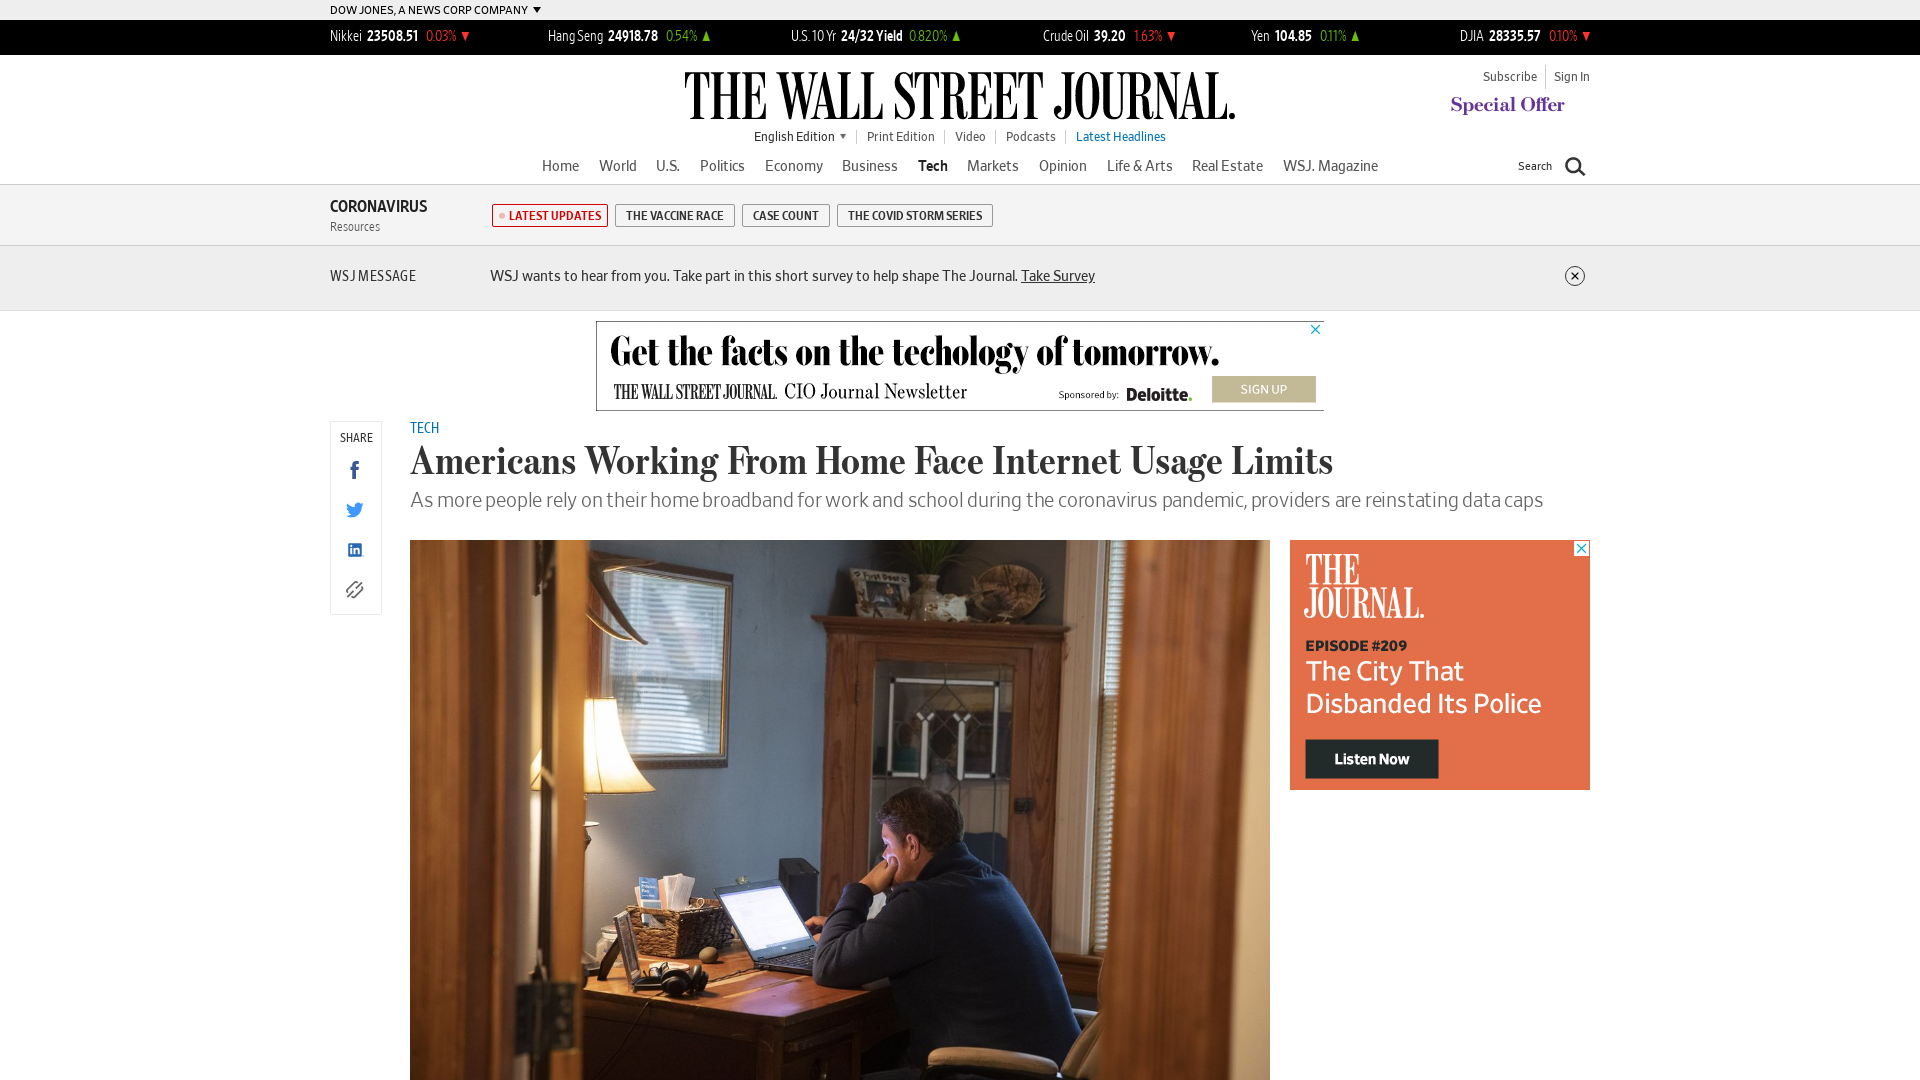 DOW JONES, A NEWS CORP COMPANY
Nikkei 23508.51 0.03% Hang Seng 24918.78 0.54% U.S. 10 Yr 24/32 Yield 0.820% Crude Oil 39.20 1.63% Yen 104.85 0.11% DJIA 28335.57 0.10%
THE WALL STREET JOURNAL.
Subscribe Sign In
Special Offer
English Edition Print Edition Video Podcasts Latest Headlines
Home World U.S. Politics Economy Business Tech Markets Opinion Life & Arts Real Estate WSJ. Magazine Search
CORONAVIRUS
Resources
LATEST UPDATES THE VACCINE RACE CASE COUNT THE COVID STORM SERIES
WSJ MESSAGE WSJ wants to hear from you. Take part in this short survey to help shape The Journal. Take Survey
Get the facts on the techology of tomorrow.
THE WALL STREET JOURNAL. CIO Journal Newsletter Sponsored by: Deloitte. SIGN UP
SHARE
TECH
Americans Working From Home Face Internet Usage Limits
As more people rely on their home broadband for work and school during the coronavirus pandemic, providers are reinstating data caps
THE
JOURNAL.
EPISODE #209
The City That
Disbanded Its Police
Listen Now